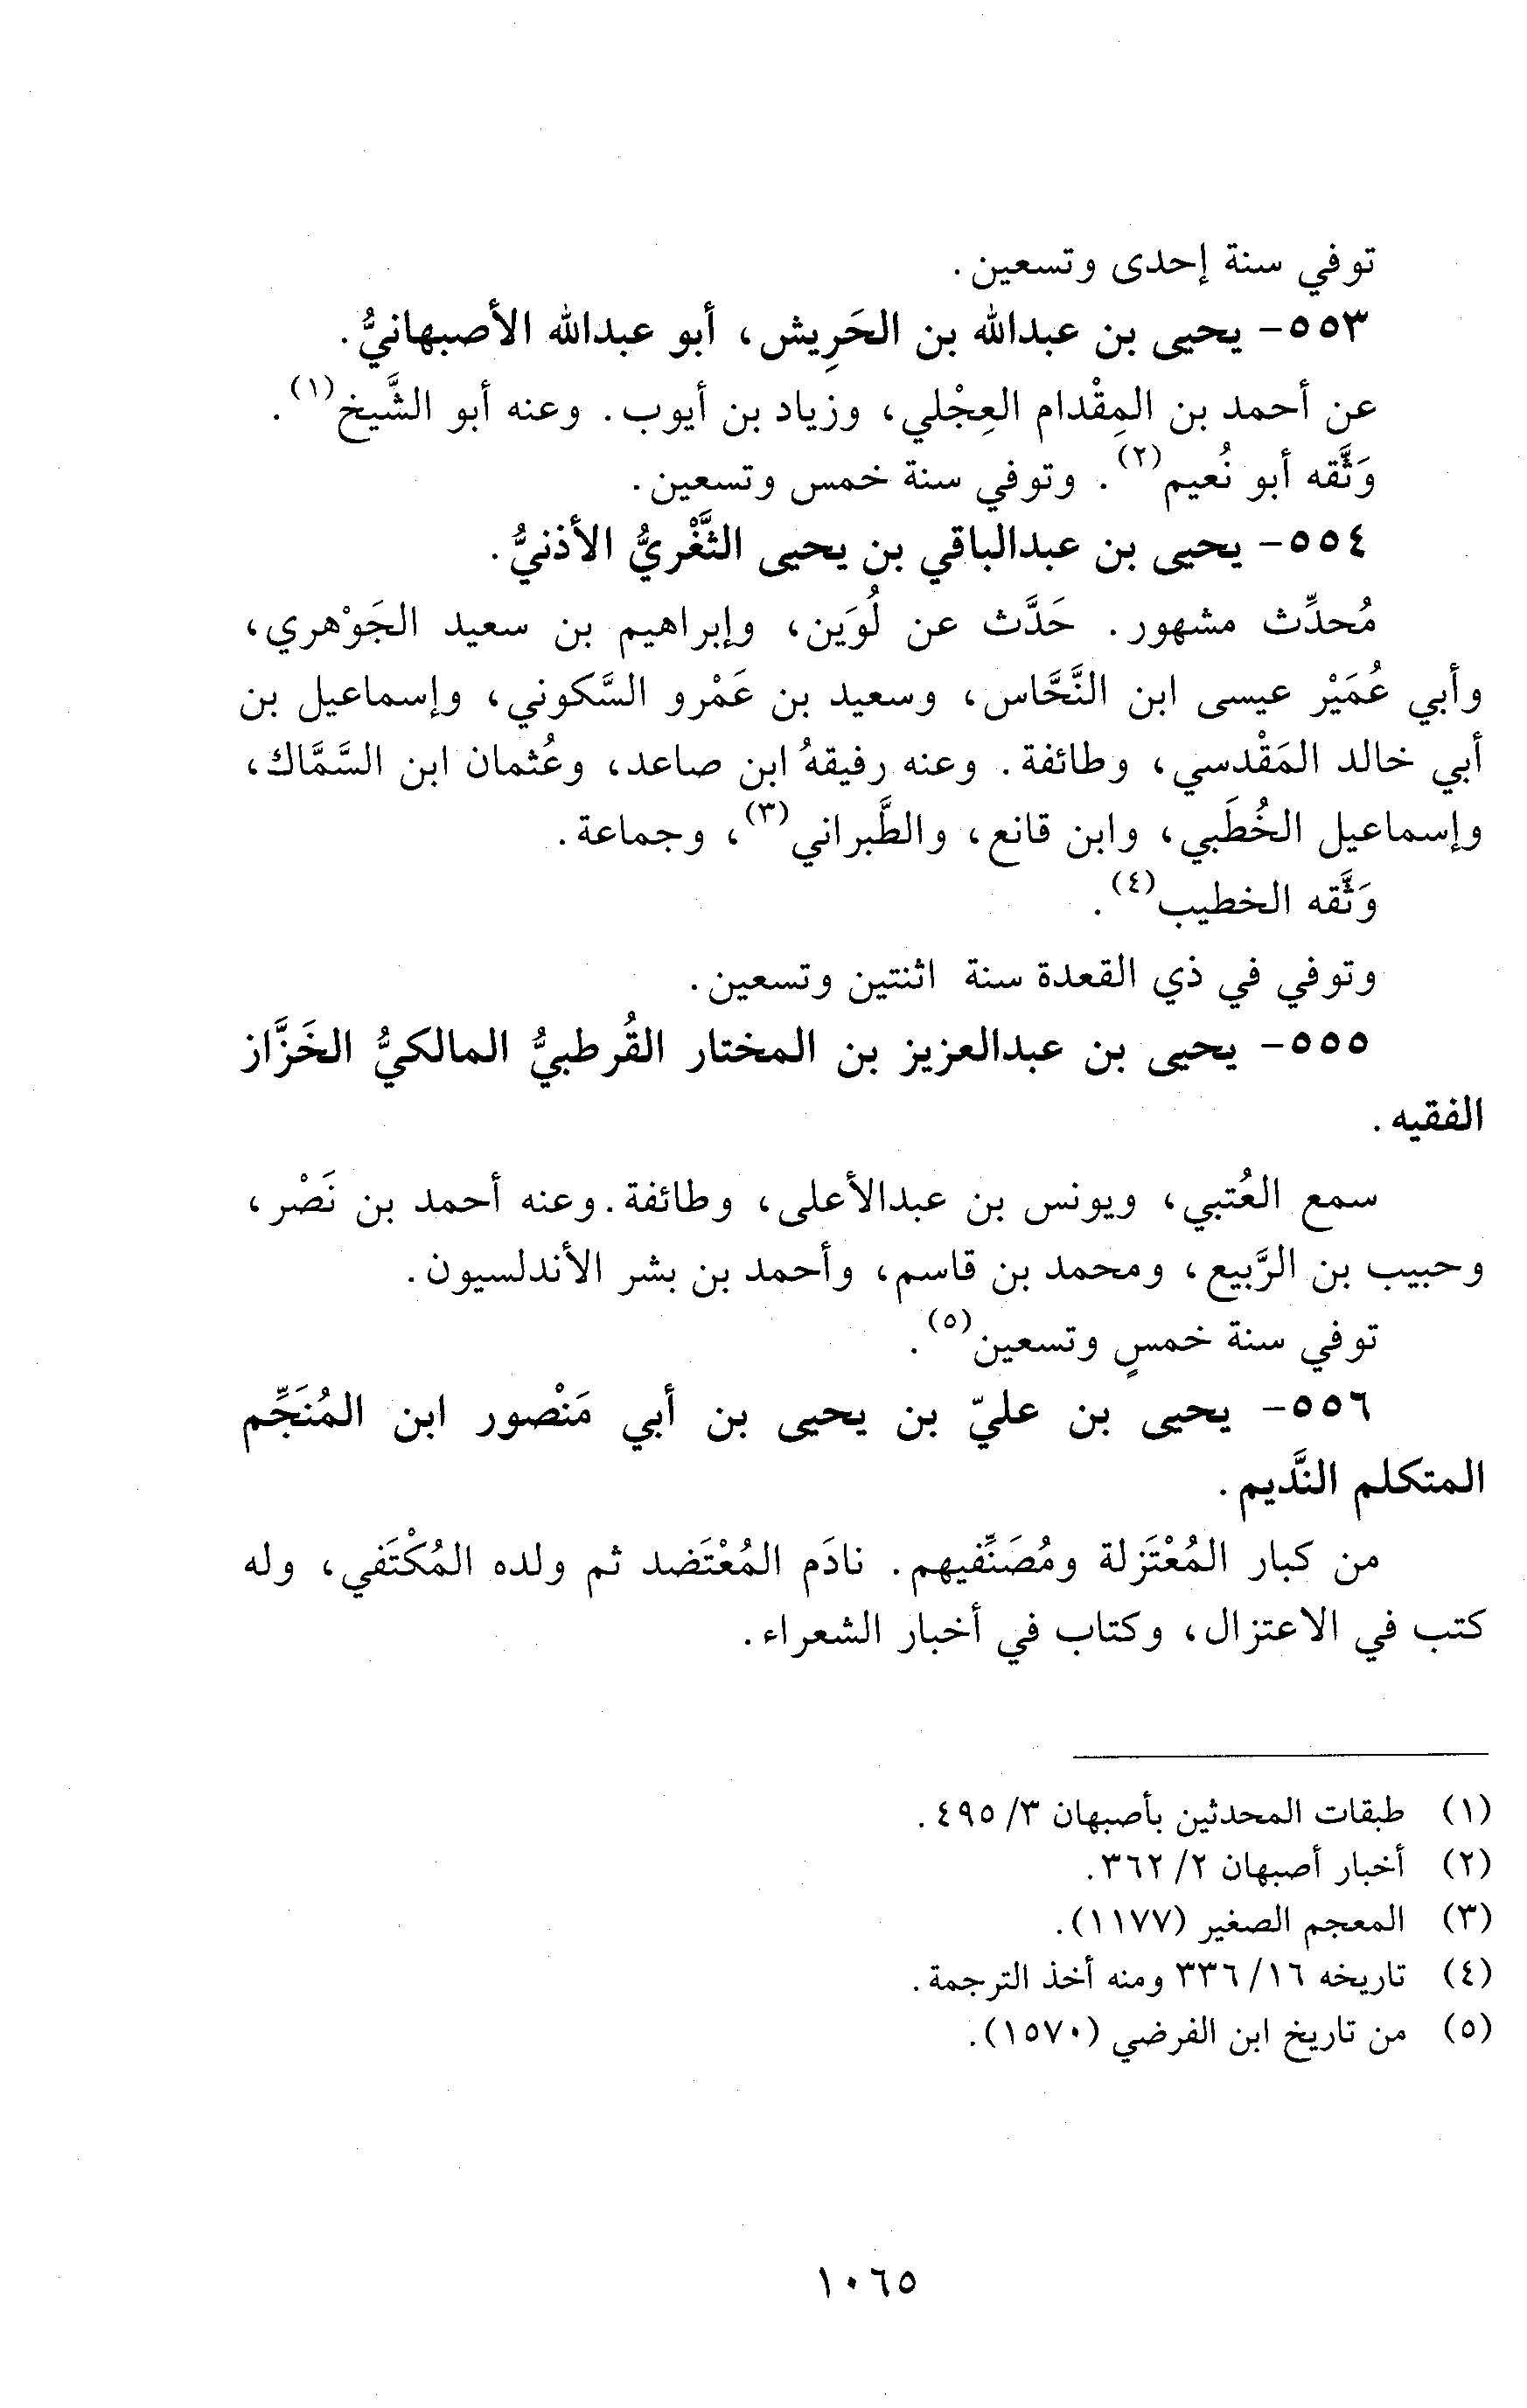 توفي سنة إحدى وتسعين.
٥٥٣- يحيى بن عبدالله بن الحَرِيش، أبو عبدالله الأصبهانيُّ.
عن أحمد بن المِقْدام العِجْلي، وزياد بن أيوب. وعنه أبو الشَّيخ(١).
وَثَّقه أبو نُعيم(٢). وتوفي سنة خمس وتسعين.
٥٥٤- يحيى بن عبدالباقي بن يحيى الثَّغْريُّ الأذنيُّ.
مُحدِّث مشهور. حَدَّث عن لُوَين، وإبراهيم بن سعيد الجَوْهري،
وأبي عُمَيْر عيسى ابن النَّحَّاس، وسعيد بن عَمْرو السَّكوني، وإسماعيل بن
أبي خالد المَقْدسي، وطائفة. وعنه رفيقهُ ابن صاعد، وعُثمان ابن السَّمَّاك،
وإسماعيل الخُطَبي، وابن قانع، والطَّبراني(٣)، وجماعة.
وَثَّقه الخطيب(٤).
وتوفي في ذي القعدة سنة اثنتين وتسعين.
٥٥٥- يحيى بن عبدالعزيز بن المختار القُرطبيُّ المالكيُّ الخَزَّاز
الفقيه.
سمع العُتبي، ويونس بن عبدالأعلى، وطائفة. وعنه أحمد بن نَصْر،
وحبيب بن الرَّبيع، ومحمد بن قاسم، وأحمد بن بشر الأندلسيون.
توفي سنة خمسٍ وتسعين(٥).
٥٥٦- يحيى بن عليّ بن يحيى بن أبي مَنْصور ابن المُنَجِّم
المتكلم النَّديم.
من كبار المُعْتَزلة ومُصَنِّفيهم. نادَم المُعْتَضد ثم ولده المُكْتَفي، وله
كتب في الاعتزال، وكتاب في أخبار الشعراء.
(١) طبقات المحدثين بأصبهان ٣/ ٤٩٥.
(٢) أخبار أصبهان ٢/ ٣٦٢.
(٣) المعجم الصغير (١١٧٧).
(٤) تاريخه ١٦/ ٣٣٦ ومنه أخذ الترجمة.
(٥) من تاريخ ابن الفرضي (١٥٧٠).
١٠٦٥